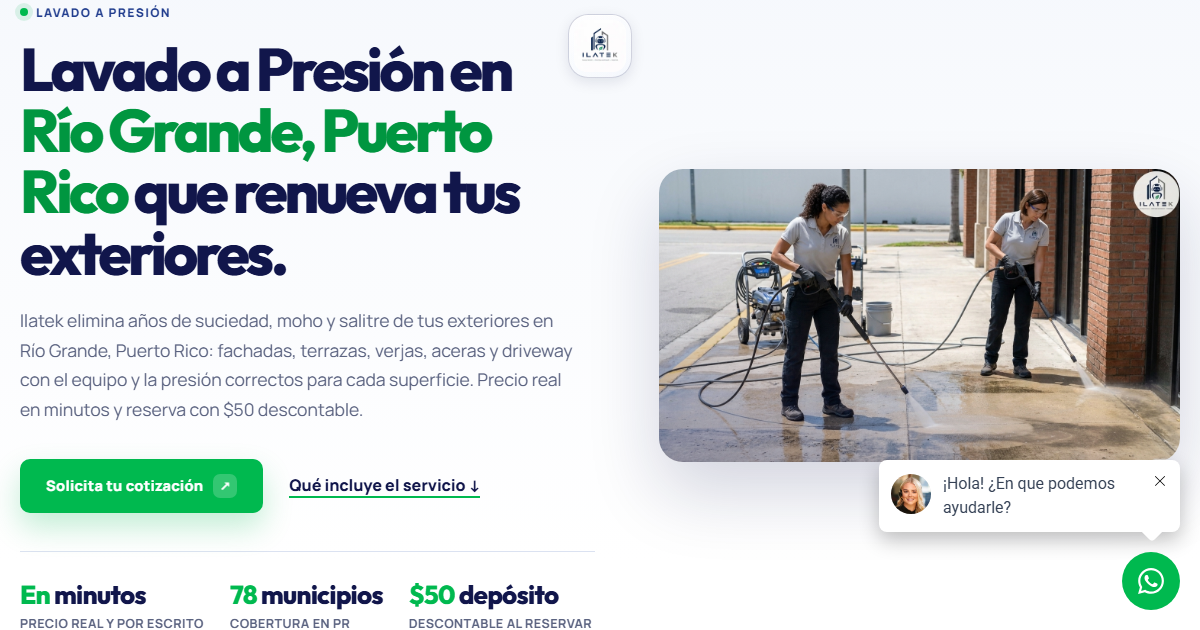 LAVADO A PRESIÓN
ILATEK
Lavado a Presión en
Río Grande, Puerto
Rico que renueva tus
exteriores.
Ilatek elimina años de suciedad, moho y salitre de tus exteriores en
Río Grande, Puerto Rico: fachadas, terrazas, verjas, aceras y driveway
con el equipo y la presión correctos para cada superficie. Precio real
en minutos y reserva con $50 descontable.
Solicita tu cotización ↗
Qué incluye el servicio ↓
En minutos
PRECIO REAL Y POR ESCRITO
78 municipios
COBERTURA EN PR
$50 depósito
DESCONTABLE AL RESERVAR
ILATEK
¡Hola! ¿En que podemos
ayudarle?